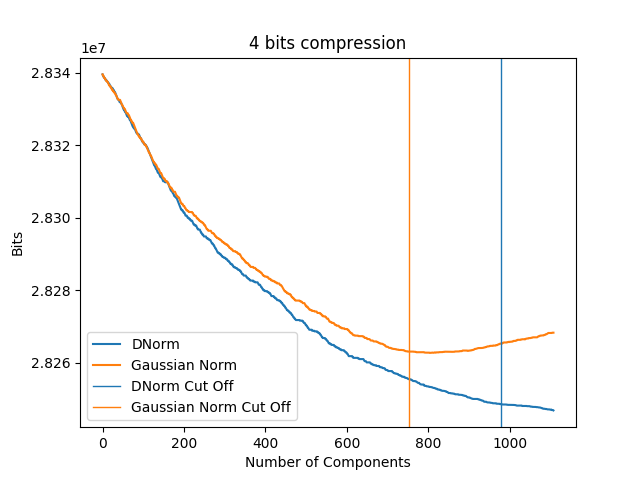 4 bits compression
1e7
2.834
2.832
2.830
2.828
2.826
Bits
DNorm
Gaussian Norm
DNorm Cut Off
Gaussian Norm Cut Off
0 200 400 600 800 1000
Number of Components